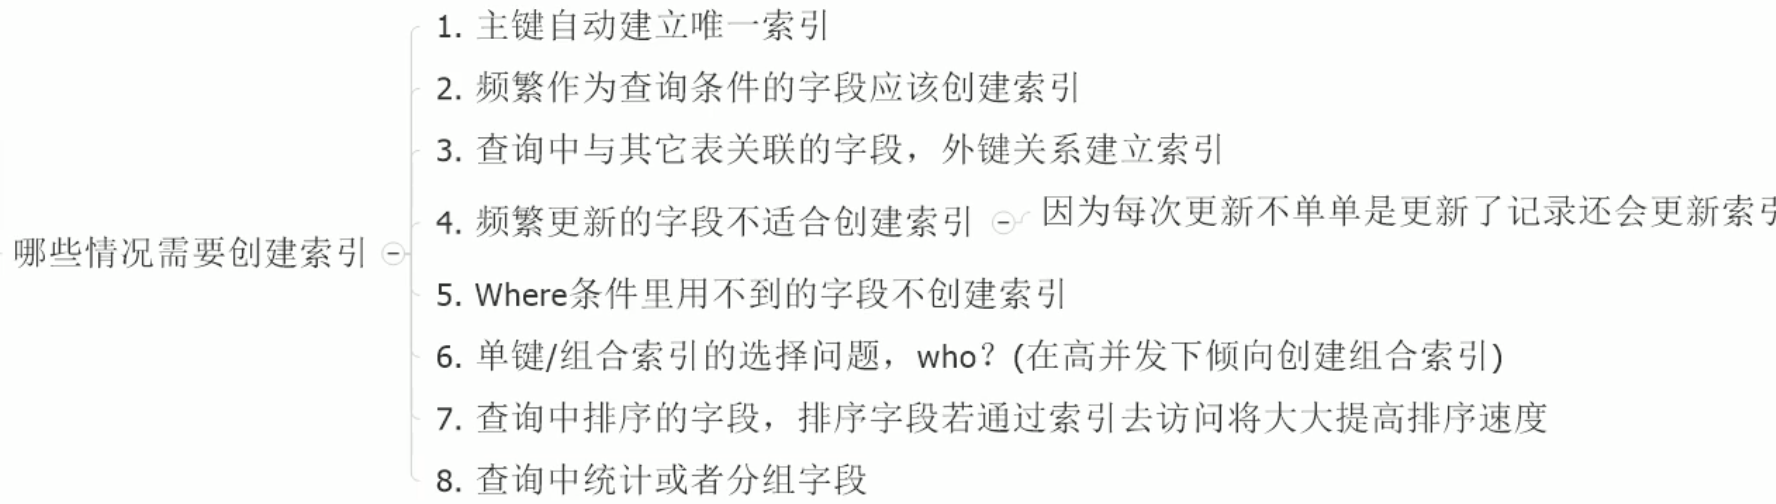 哪些情况需要创建索引
1. 主键自动建立唯一索引
2. 频繁作为查询条件的字段应该创建索引
3. 查询中与其它表关联的字段，外键关系建立索引
4. 频繁更新的字段不适合创建索引
因为每次更新不单单是更新了记录还会更新索引
5. Where条件里用不到的字段不创建索引
6. 单键/组合索引的选择问题，who？(在高并发下倾向创建组合索引)
7. 查询中排序的字段，排序字段若通过索引去访问将大大提高排序速度
8. 查询中统计或者分组字段